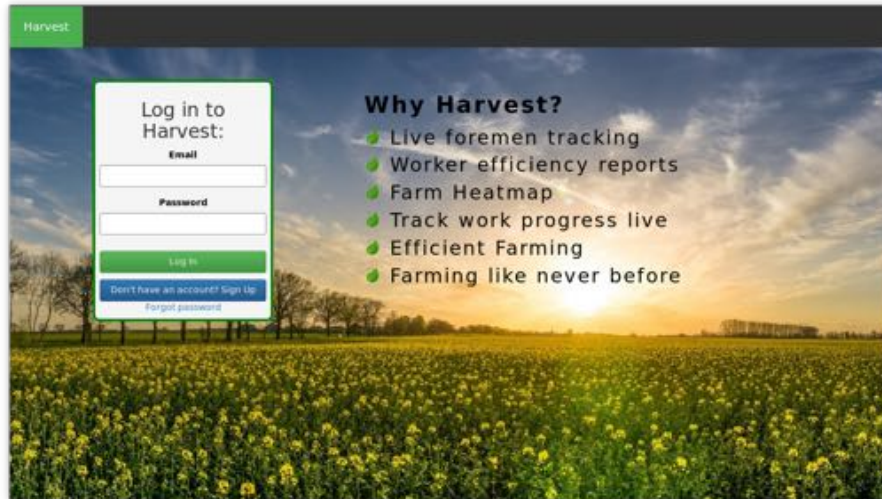 Harvest
Log in to
Harvest:
Email
Password
Log In
Don't have an account? Sign Up
Forgot password
Why Harvest?
Live foremen tracking
Worker efficiency reports
Farm Heatmap
Track work progress live
Efficient Farming
Farming like never before